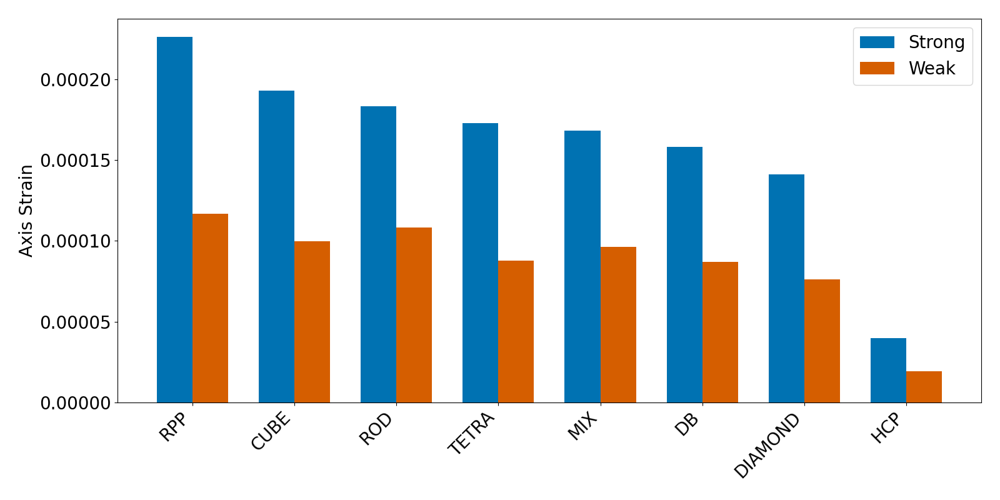 Strong
Weak
Axis Strain
0.00020
0.00015
0.00010
0.00005
0.00000
RPP
CUBE
ROD
TETRA
MIX
DB
DIAMOND
HCP